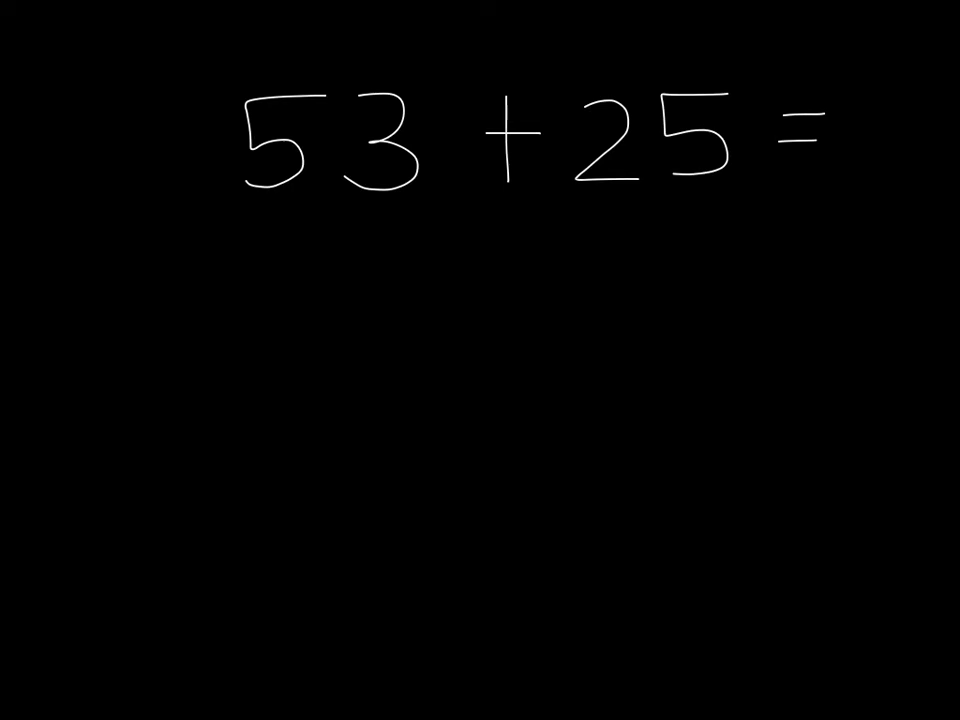 53 + 25 =